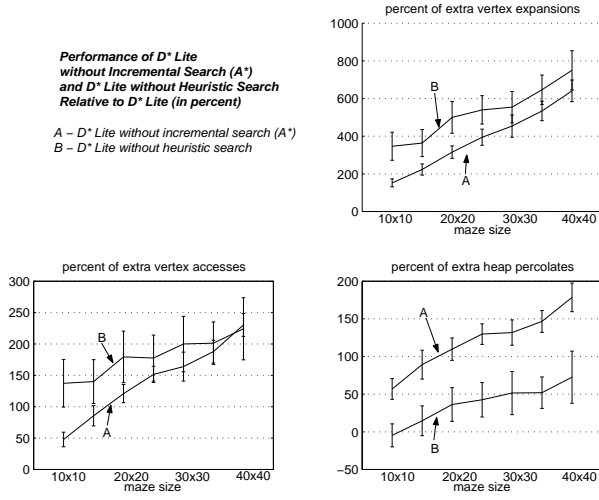 percent of extra vertex expansions
Performance of D* Lite
without Incremental Search (A*)
and D* Lite without Heuristic Search
Relative to D* Lite (in percent)
A – D* Lite without incremental search (A*)
B – D* Lite without heuristic search
1000
800
600
400
200
0
B
A
10x10 20x20 30x30 40x40
maze size
percent of extra vertex accesses
300
250
200
150
100
50
0
B
A
10x10 20x20 30x30 40x40
maze size
percent of extra heap percolates
200
150
100
50
0
−50
A
B
10x10 20x20 30x30 40x40
maze size